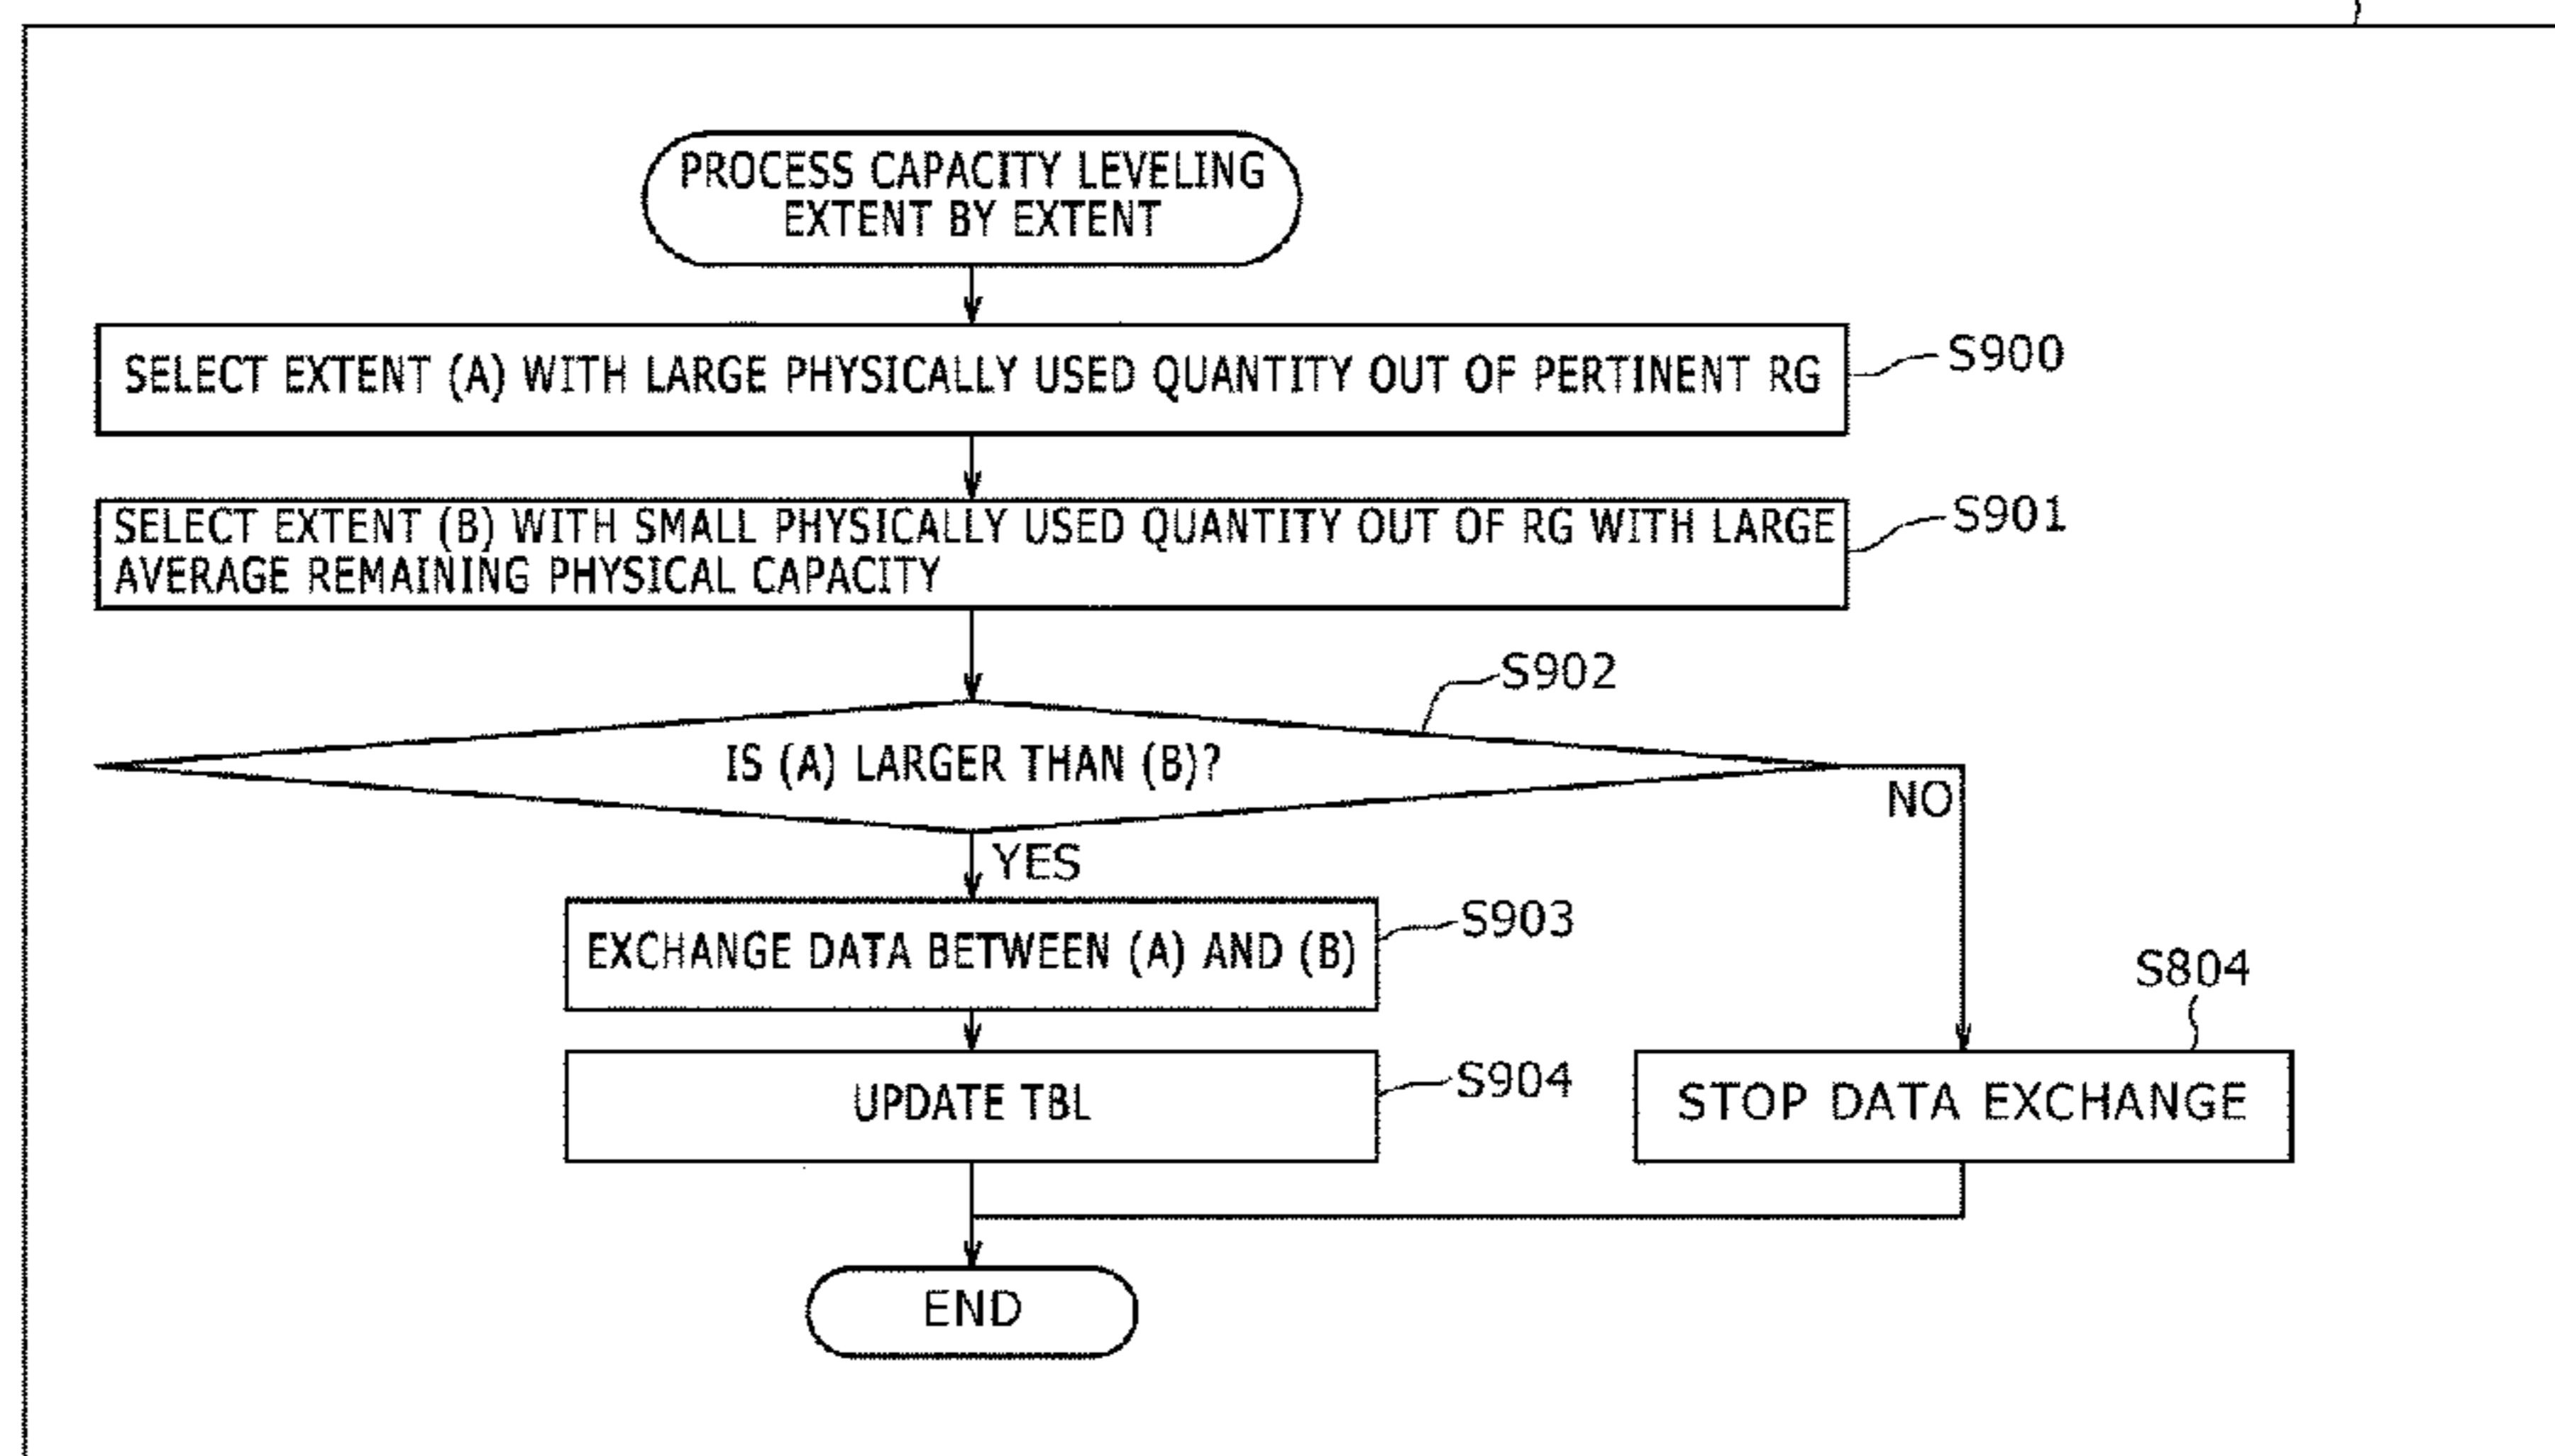 PROCESS CAPACITY LEVELING
EXTENT BY EXTENT
SELECT EXTENT (A) WITH LARGE PHYSICALLY USED QUANTITY OUT OF PERTINENT RG
S900
SELECT EXTENT (B) WITH SMALL PHYSICALLY USED QUANTITY OUT OF RG WITH LARGE
AVERAGE REMAINING PHYSICAL CAPACITY
S901
S902
IS (A) LARGER THAN (B)?
NO
YES
EXCHANGE DATA BETWEEN (A) AND (B)
S903
S804
UPDATE TBL
S904
STOP DATA EXCHANGE
END